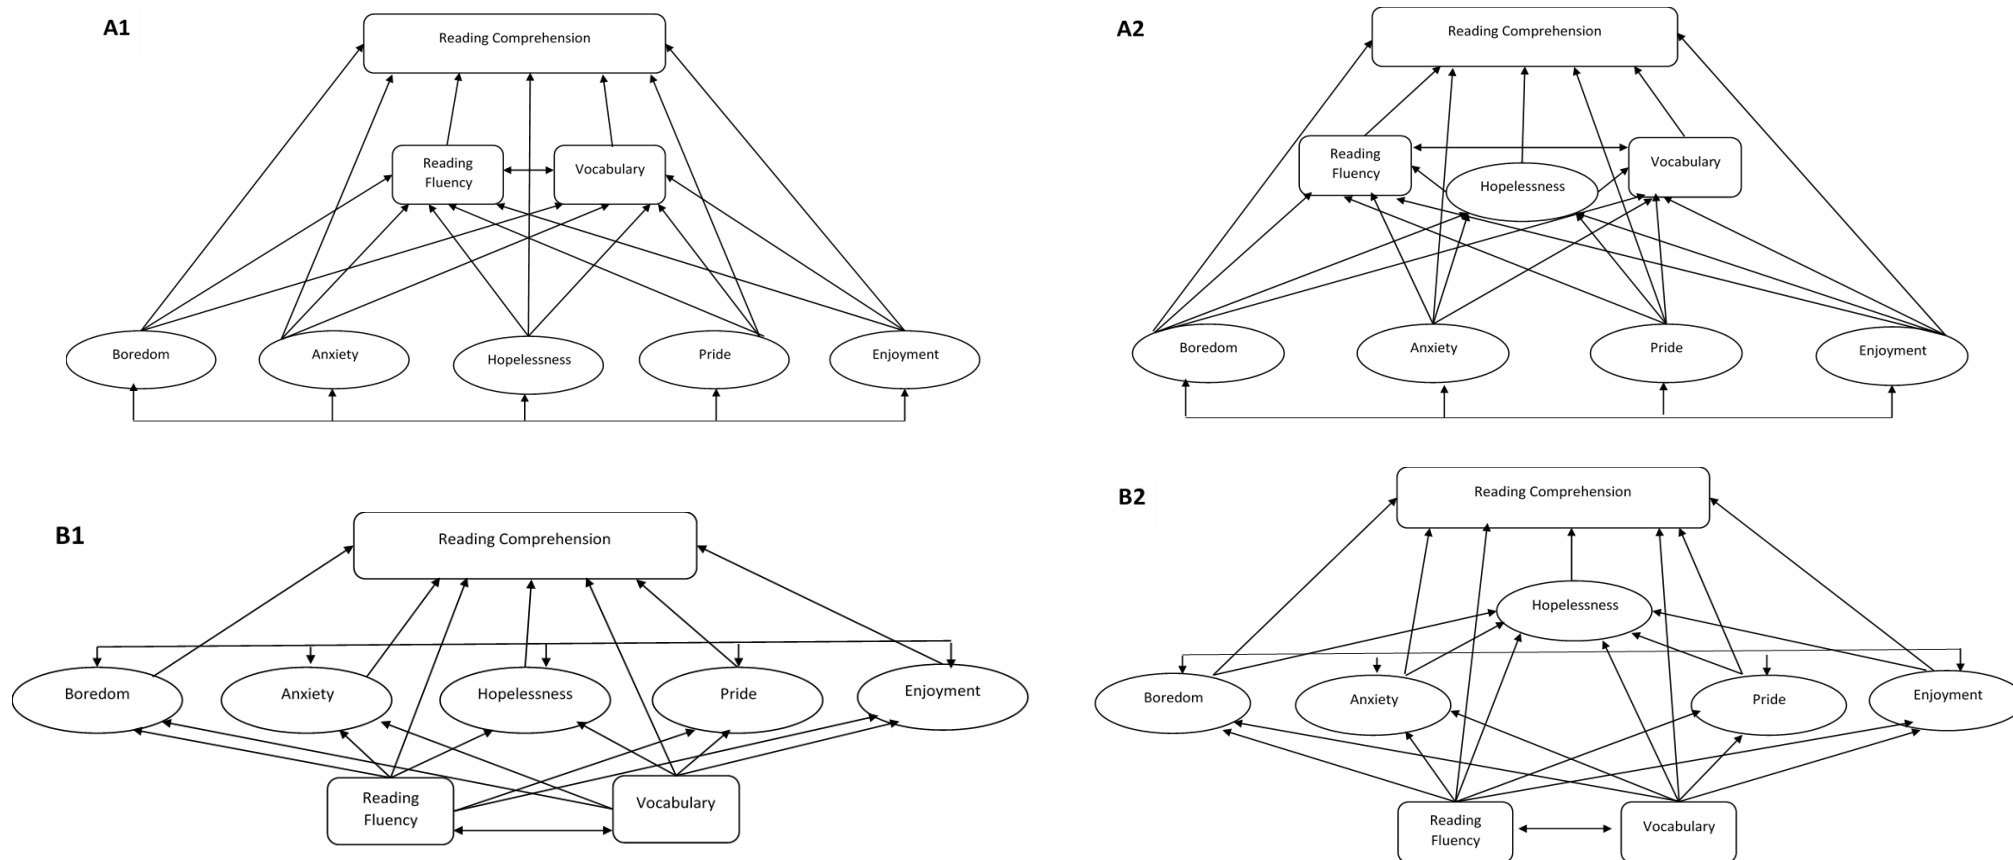 A1
Reading Comprehension
Reading
Fluency
Vocabulary
Boredom
Anxiety
Hopelessness
Pride
Enjoyment
A2
Reading Comprehension
Reading
Fluency
Hopelessness
Vocabulary
Boredom
Anxiety
Pride
Enjoyment
B1
Reading Comprehension
Boredom
Anxiety
Hopelessness
Pride
Enjoyment
Reading
Fluency
Vocabulary
B2
Reading Comprehension
Hopelessness
Boredom
Anxiety
Pride
Enjoyment
Reading
Fluency
Vocabulary